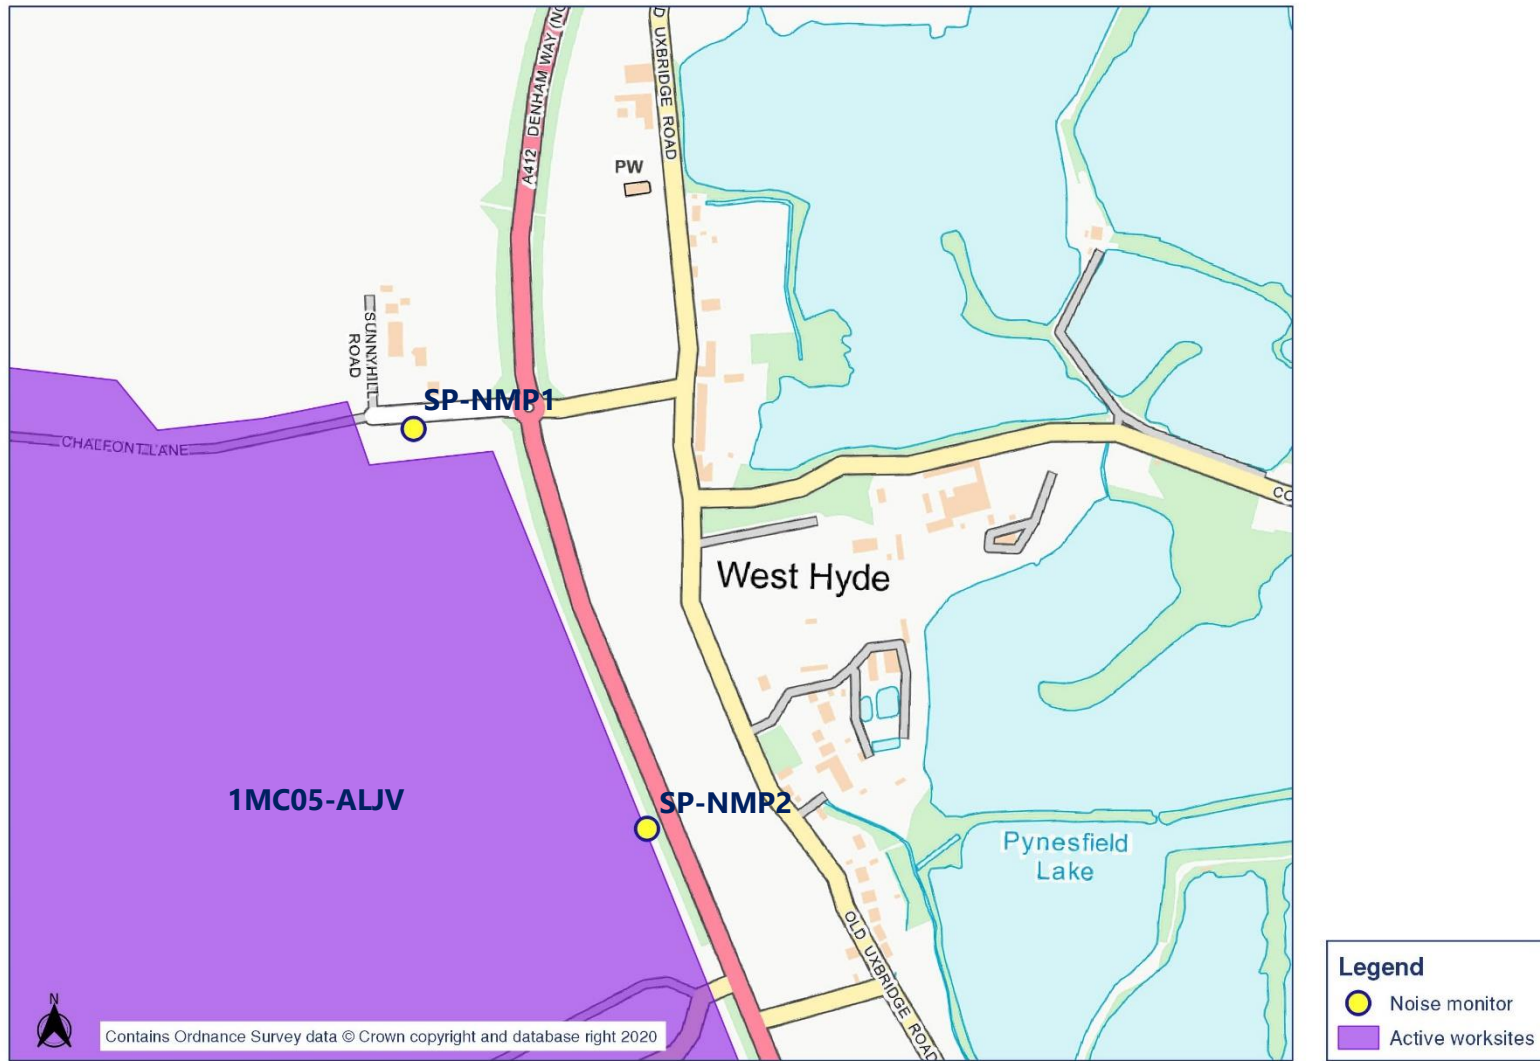 A412 DENHAM WAY (NO
D UXBRIDGE ROAD
PW
SUNNYHILL
ROAD
SP-NMP1
CHALFONT LANE
CO
West Hyde
1MC05-ALJV
SP-NMP2
Pynesfield
Lake
OLD UXBRIDGE ROAD
N
Contains Ordnance Survey data © Crown copyright and database right 2020
Legend
Noise monitor
Active worksites